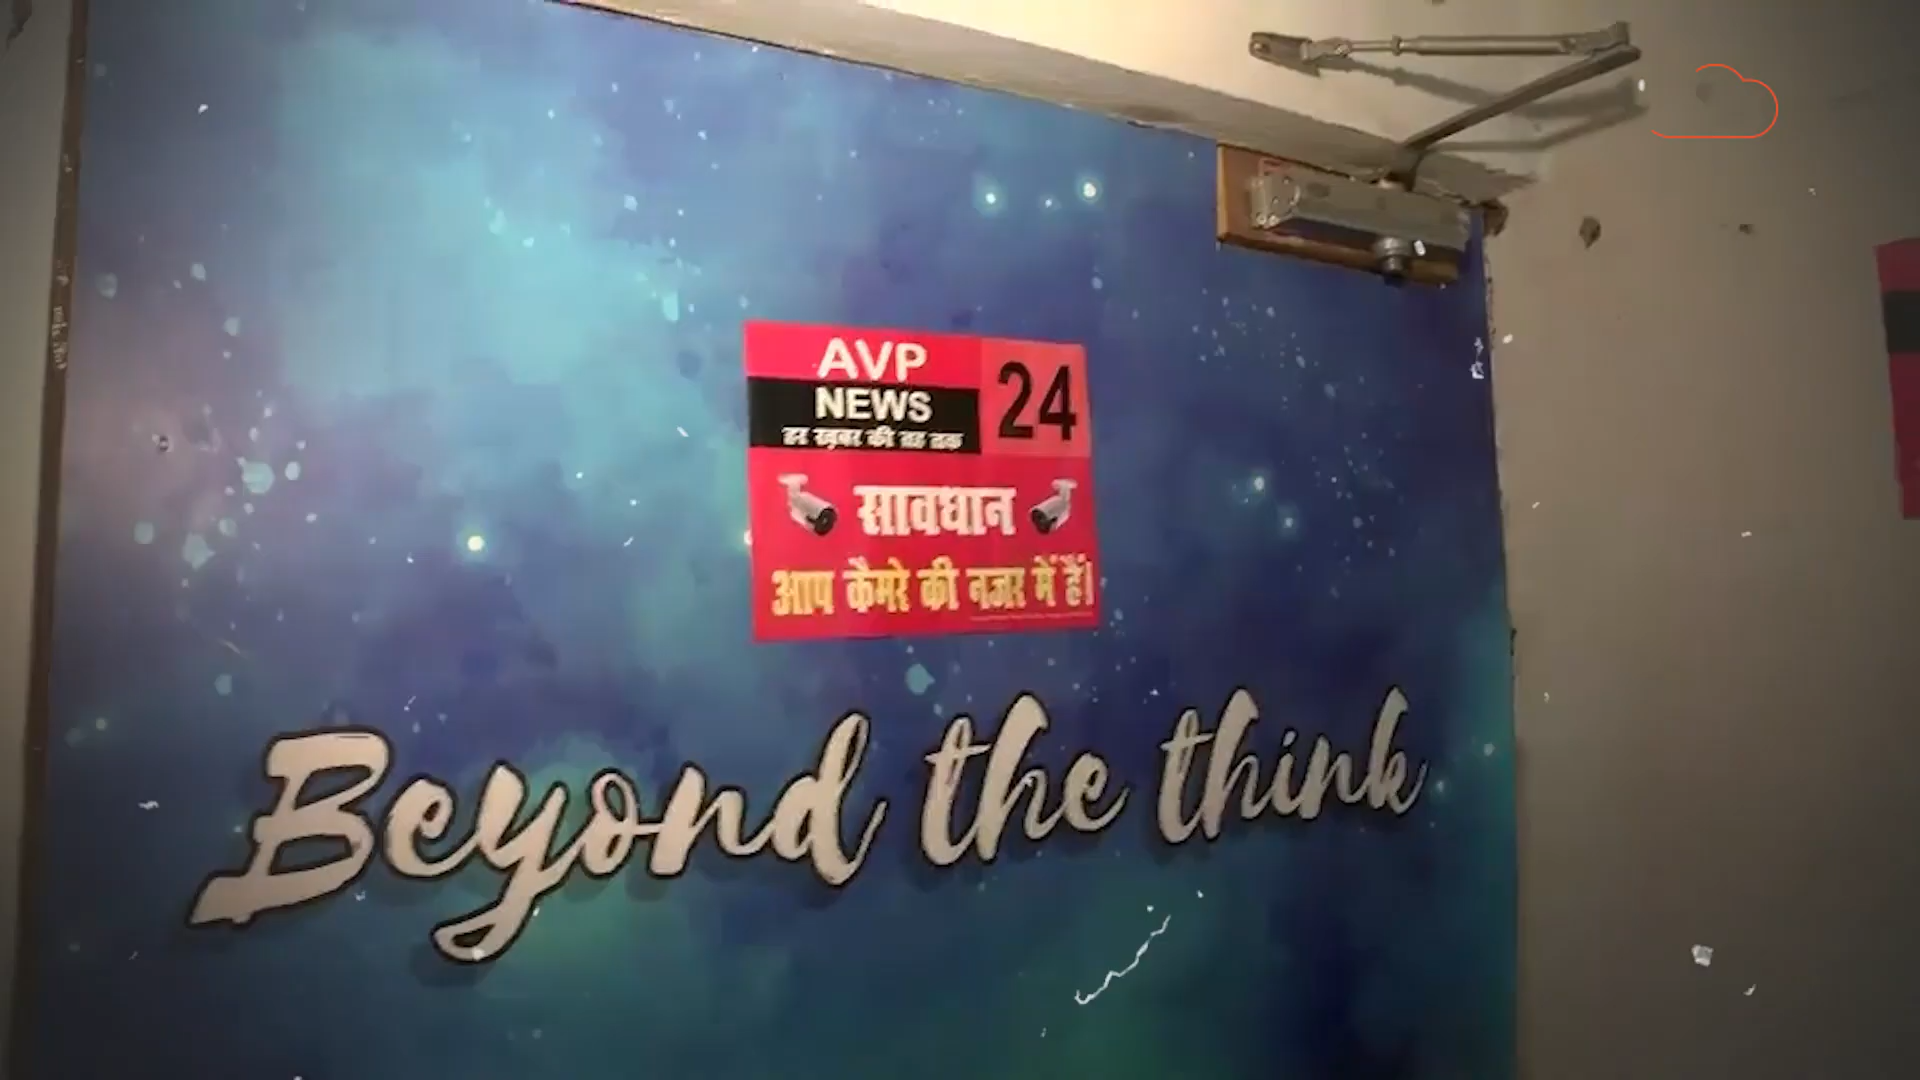 AVP
NEWS
24
हर खबर की तह तक
सावधान
आप कैमरे की नजर में हैं।
Beyond the think